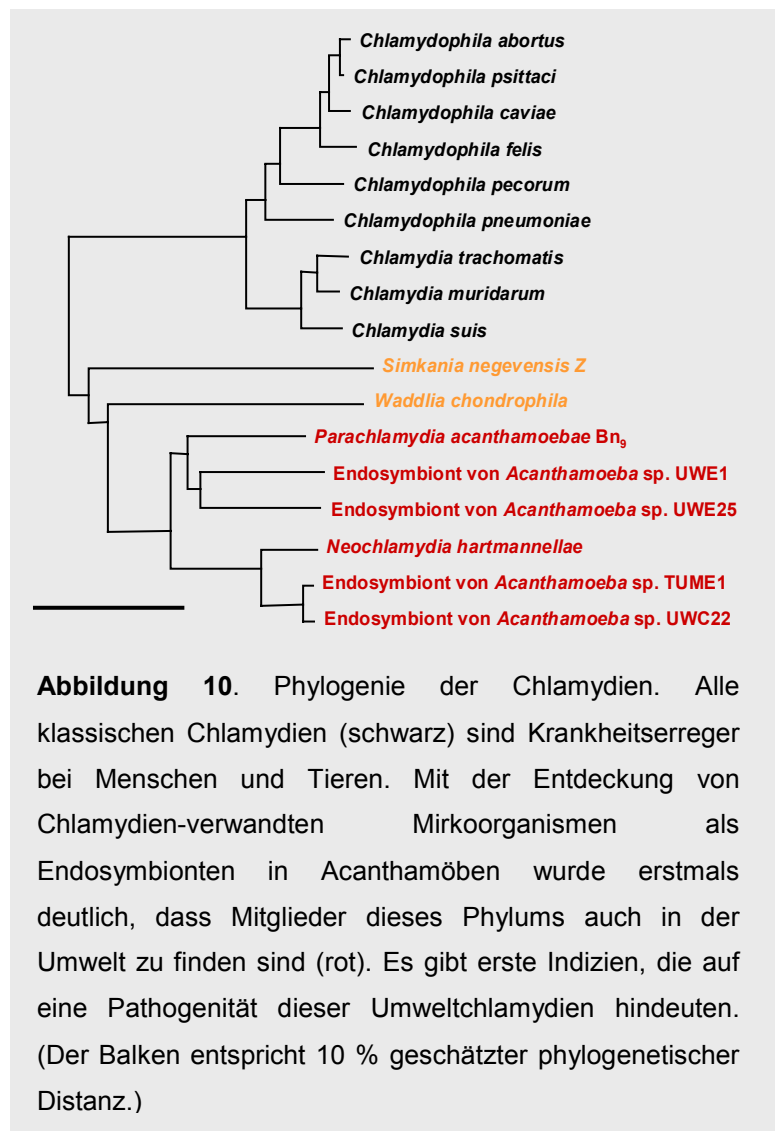 Chlamydophila abortus
Chlamydophila psittaci
Chlamydophila caviae
Chlamydophila felis
Chlamydophila pecorum
Chlamydophila pneumoniae
Chlamydia trachomatis
Chlamydia muridarum
Chlamydia suis
Simkania negevensis Z
Waddlia chondrophila
Parachlamydia acanthamoebae Bn₉
Endosymbiont von Acanthamoeba sp. UWE1
Endosymbiont von Acanthamoeba sp. UWE25
Neochlamydia hartmannellae
Endosymbiont von Acanthamoeba sp. TUME1
Endosymbiont von Acanthamoeba sp. UWC22
Abbildung 10. Phylogenie der Chlamydien. Alle
klassischen Chlamydien (schwarz) sind Krankheitserreger
bei Menschen und Tieren. Mit der Entdeckung von
Chlamydien-verwandten Mirkoorganismen als
Endosymbionten in Acanthamöben wurde erstmals
deutlich, dass Mitglieder dieses Phylums auch in der
Umwelt zu finden sind (rot). Es gibt erste Indizien, die auf
eine Pathogenität dieser Umweltchlamydien hindeuten.
(Der Balken entspricht 10 % geschätzter phylogenetischer
Distanz.)